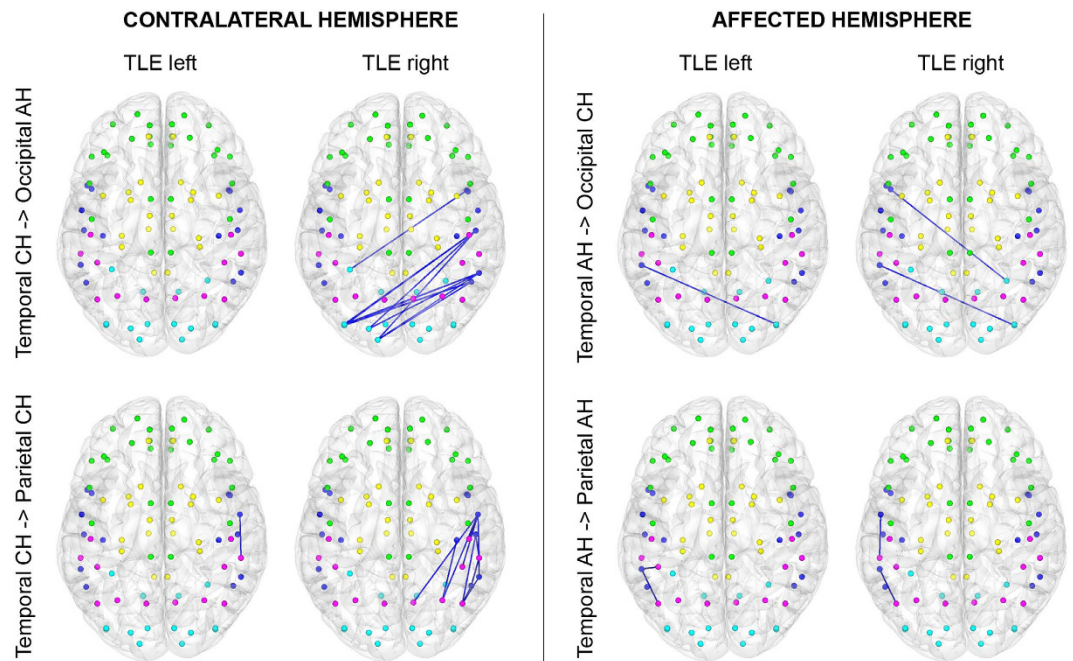 CONTRALATERAL HEMISPHERE
AFFECTED HEMISPHERE
TLE left
TLE right
TLE left
TLE right
Temporal CH -> Occipital AH
Temporal AH -> Occipital CH
Temporal CH -> Parietal CH
Temporal AH -> Parietal AH